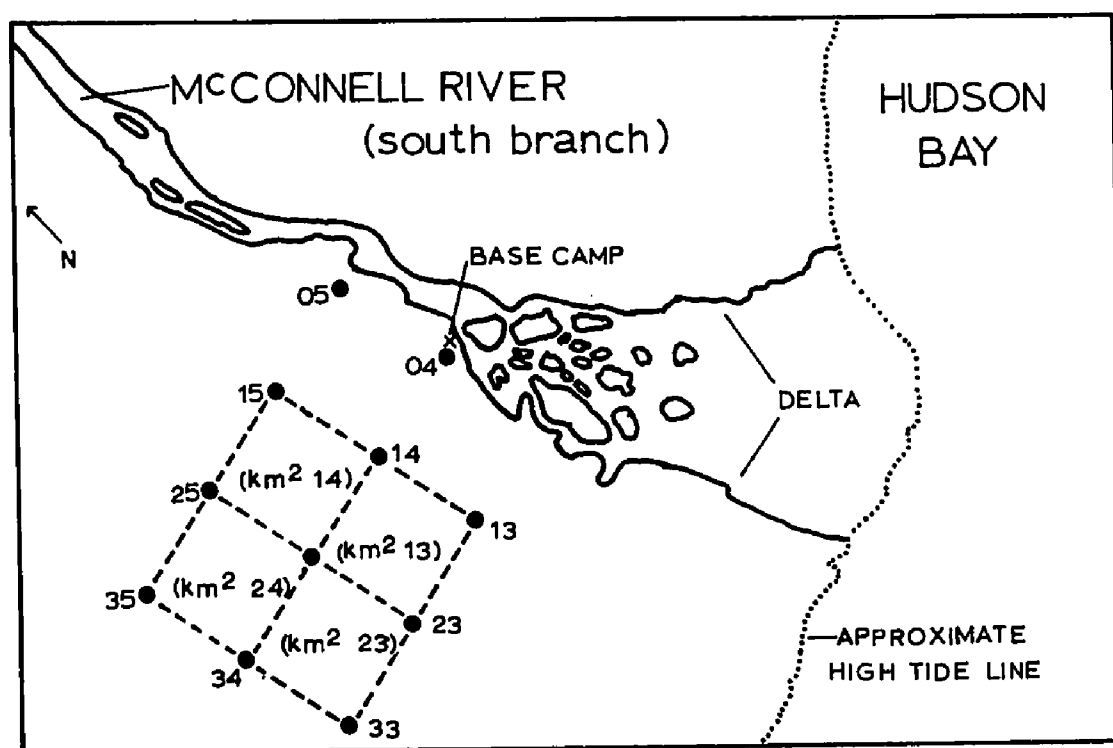 McCONNELL RIVER
(south branch)
HUDSON
BAY
N
BASE CAMP
05
04
DELTA
15
14
(km² 14)
25
13
(km² 13)
(km² 24)
35
23
(km² 23)
34
33
APPROXIMATE
HIGH TIDE LINE